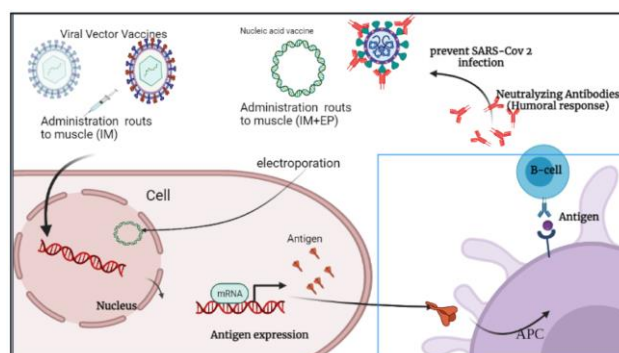 Viral Vector Vaccines
Administration routs
to muscle (IM)
Nucleic acid vaccine
Administration routs
to muscle (IM+EP)
prevent SARS-Cov 2
infection
Neutralizing Antibodies
(Humoral response)
electroporation
Cell
Nucleus
mRNA
Antigen
Antigen expression
B-cell
Antigen
APC